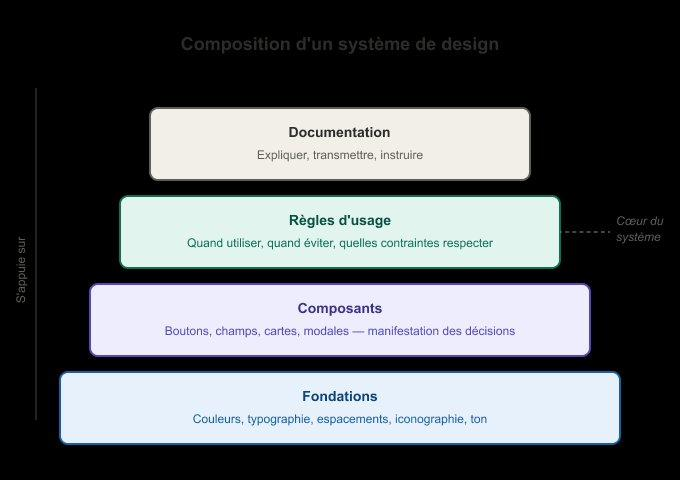 Composition d'un système de design
Documentation
Expliquer, transmettre, instruire
Règles d'usage
Quand utiliser, quand éviter, quelles contraintes respecter
Cœur du
système
Composants
Boutons, champs, cartes, modales — manifestation des décisions
Fondations
Couleurs, typographie, espacements, iconographie, ton
S'appuie sur